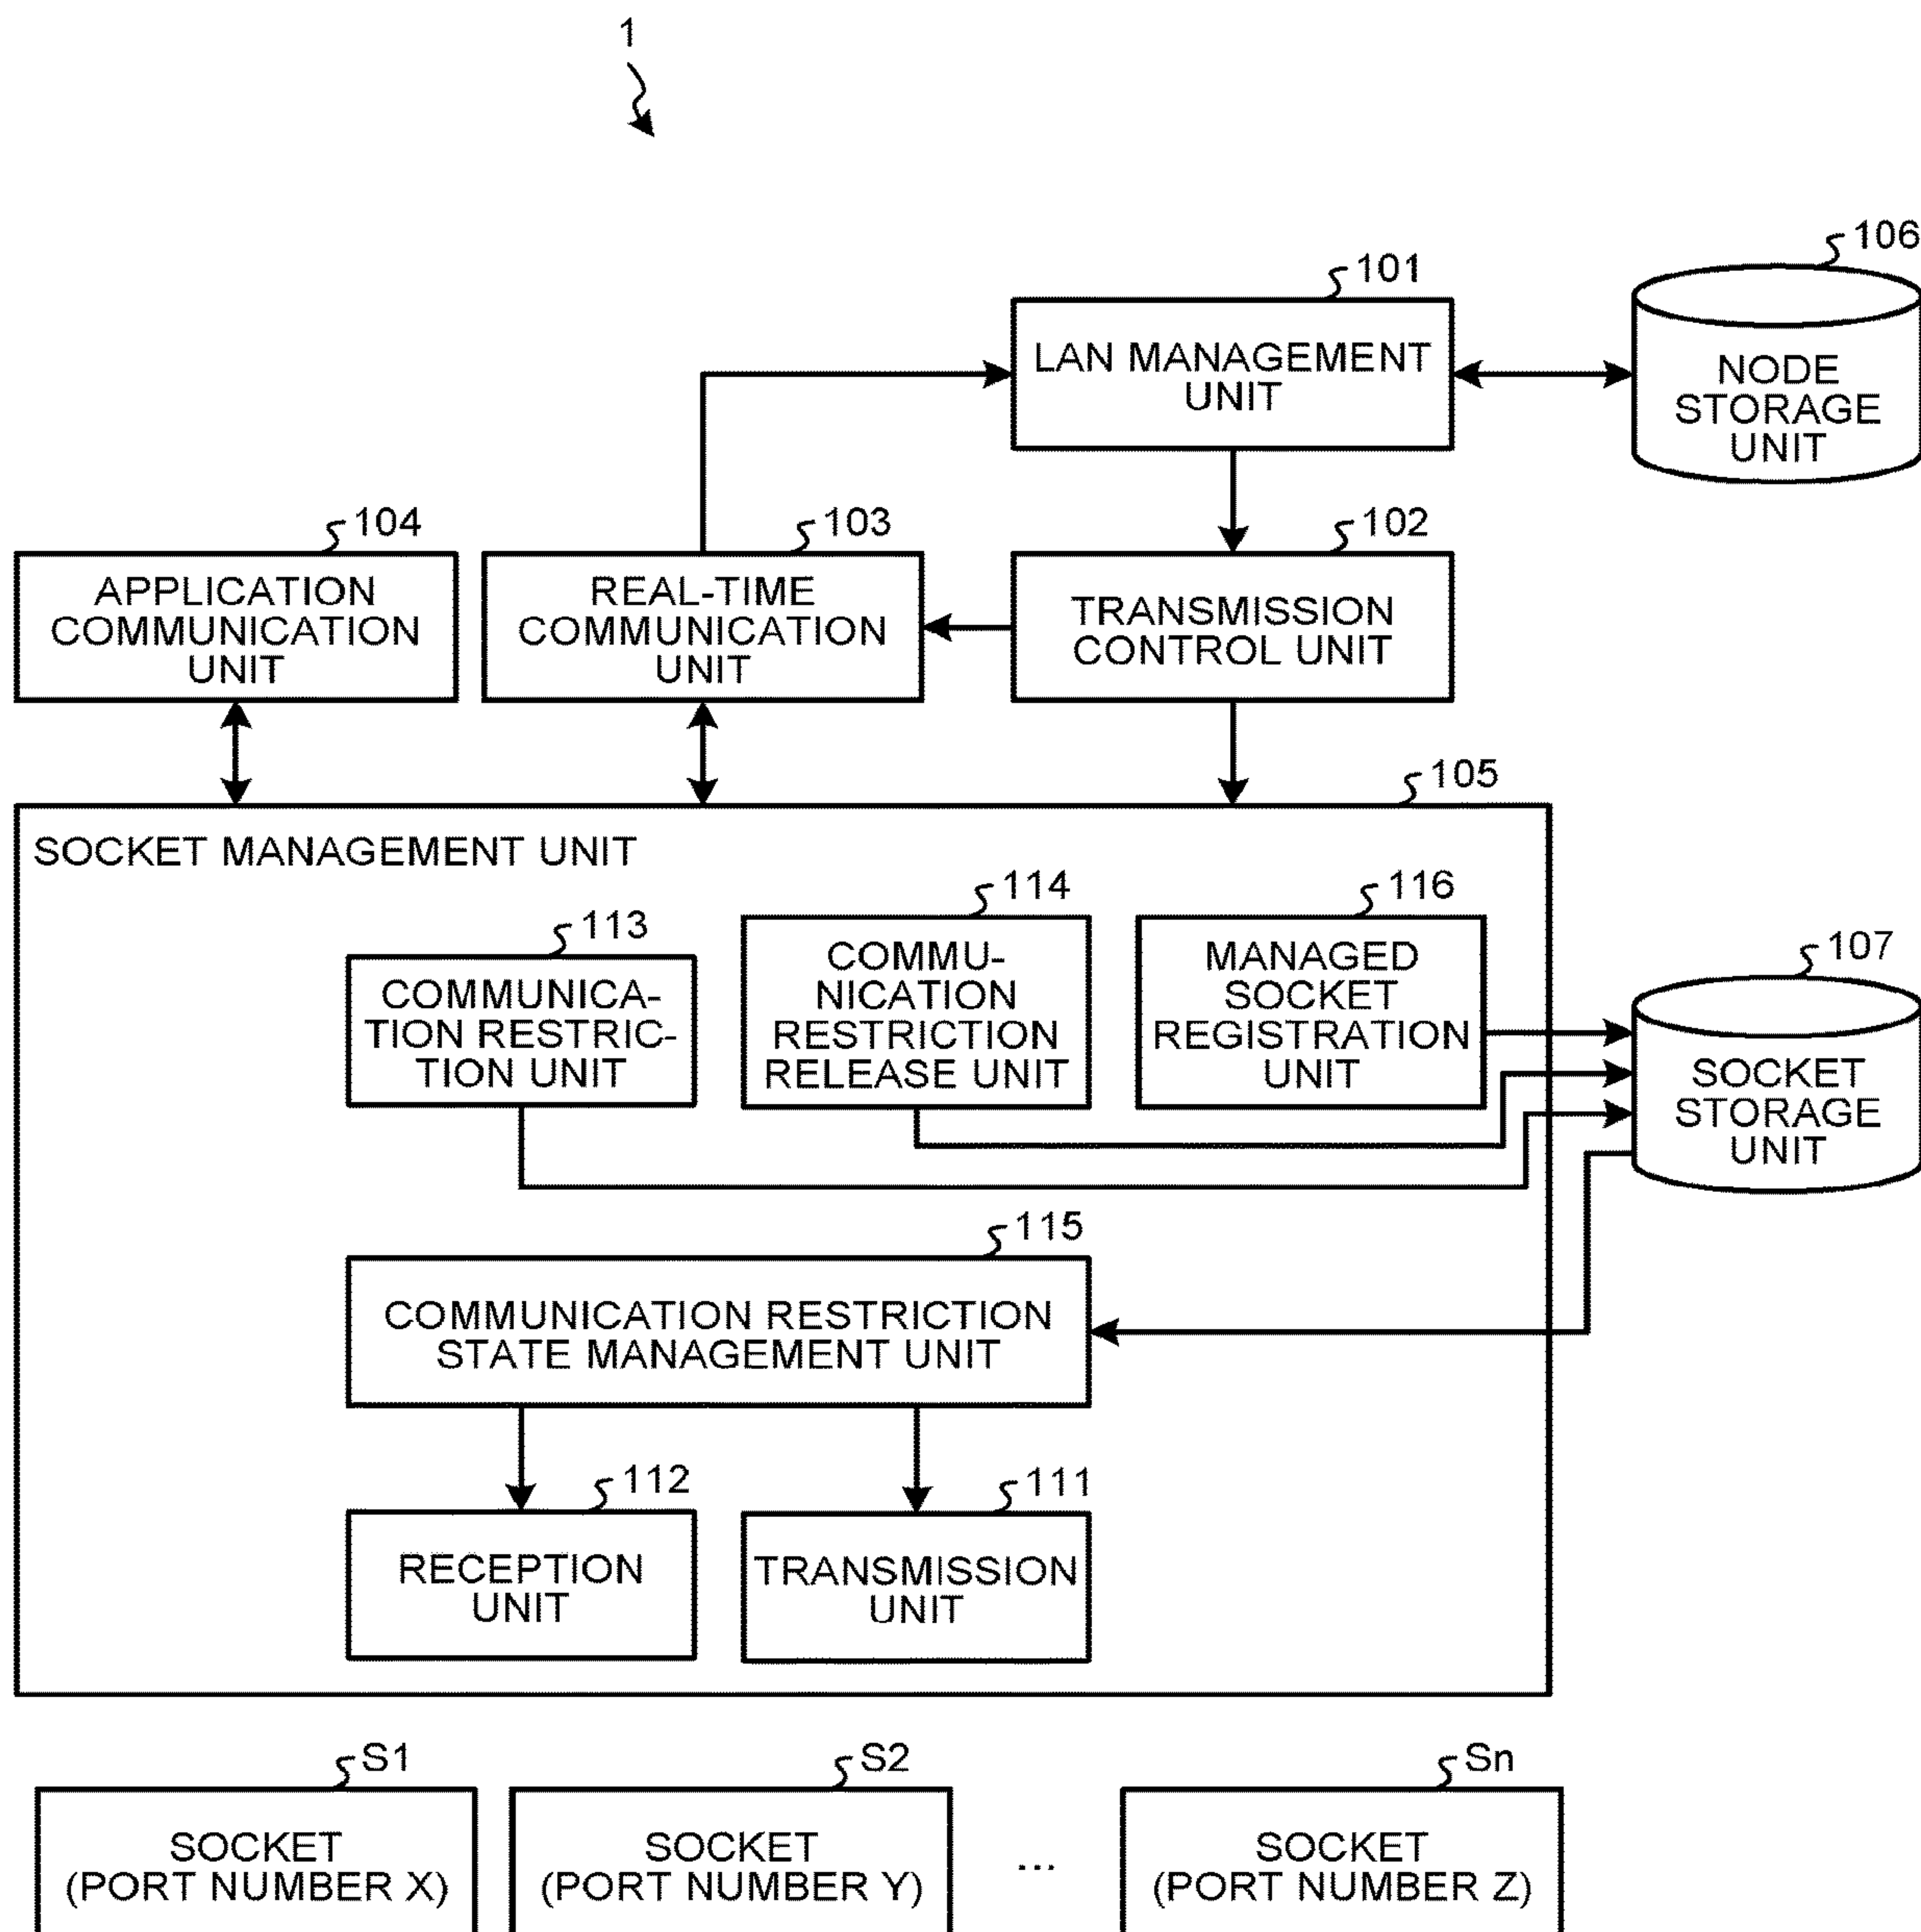 1
106
101
LAN MANAGEMENT
UNIT
NODE
STORAGE
UNIT
104
103
102
APPLICATION
COMMUNICATION
UNIT
REAL-TIME
COMMUNICATION
UNIT
TRANSMISSION
CONTROL UNIT
105
SOCKET MANAGEMENT UNIT
113
114
116
COMMUNICA-
TION RESTRIC-
TION UNIT
COMMU-
NICATION
RESTRICTION
RELEASE UNIT
MANAGED
SOCKET
REGISTRATION
UNIT
107
SOCKET
STORAGE
UNIT
115
COMMUNICATION RESTRICTION
STATE MANAGEMENT UNIT
112
111
RECEPTION
UNIT
TRANSMISSION
UNIT
S1
S2
Sn
SOCKET
(PORT NUMBER X)
SOCKET
(PORT NUMBER Y)
...
SOCKET
(PORT NUMBER Z)